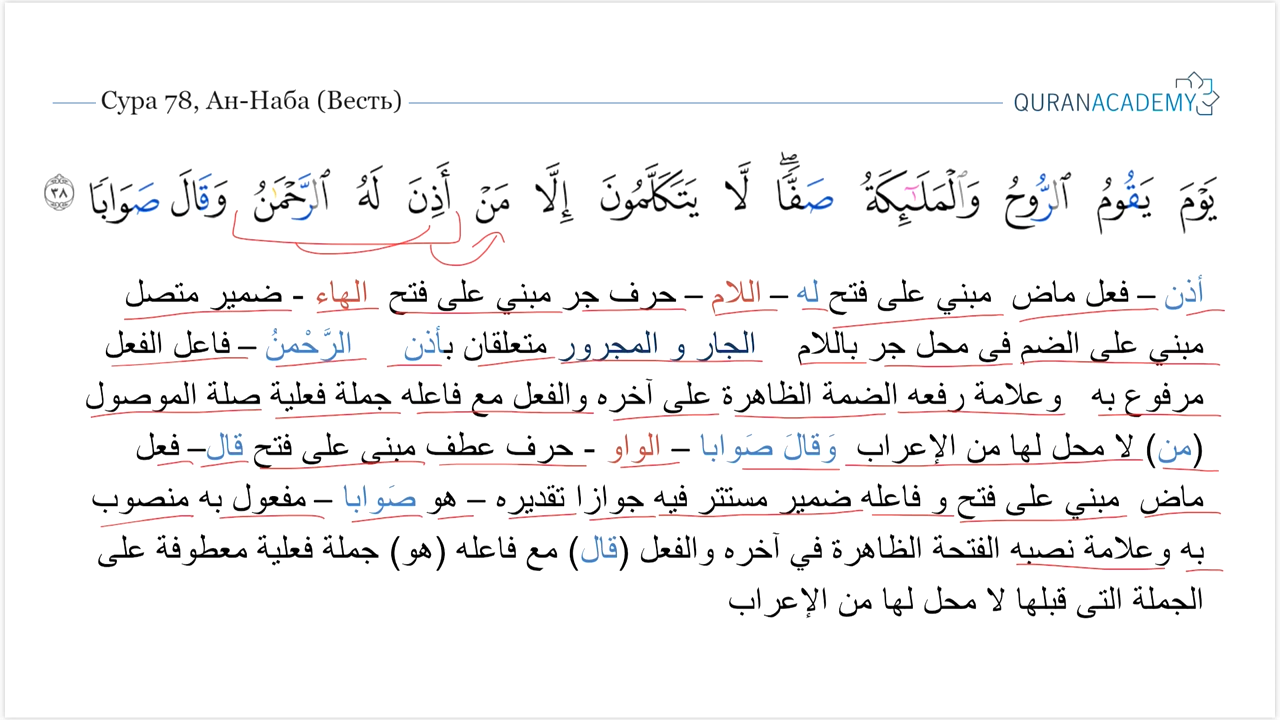 Сура 78, Ан-Наба (Весть)
QURANACADEMY
يَوْمَ يَقُومُ ٱلرُّوحُ وَٱلْمَلَـٰٓئِكَةُ صَفًّا ۖ لَّا يَتَكَلَّمُونَ إِلَّا مَنْ أَذِنَ لَهُ ٱلرَّحْمَـٰنُ وَقَالَ صَوَابًا ٣٨
أذن – فعل ماض مبني على فتح له – اللام – حرف جر مبني على فتح الهاء - ضمير متصل
مبني على الضم فى محل جر باللام الجار و المجرور متعلقان بأذن الرَّحْمنُ – فاعل الفعل
مرفوع به وعلامة رفعه الضمة الظاهرة على آخره والفعل مع فاعله جملة فعلية صلة الموصول
(من) لا محل لها من الإعراب وَقالَ صَوابا – الواو - حرف عطف مبنى على فتح قال– فعل
ماض مبني على فتح و فاعله ضمير مستتر فيه جوازا تقديره – هو صَوابا – مفعول به منصوب
به وعلامة نصبه الفتحة الظاهرة في آخره والفعل (قال) مع فاعله (هو) جملة فعلية معطوفة على
الجملة التى قبلها لا محل لها من الإعراب